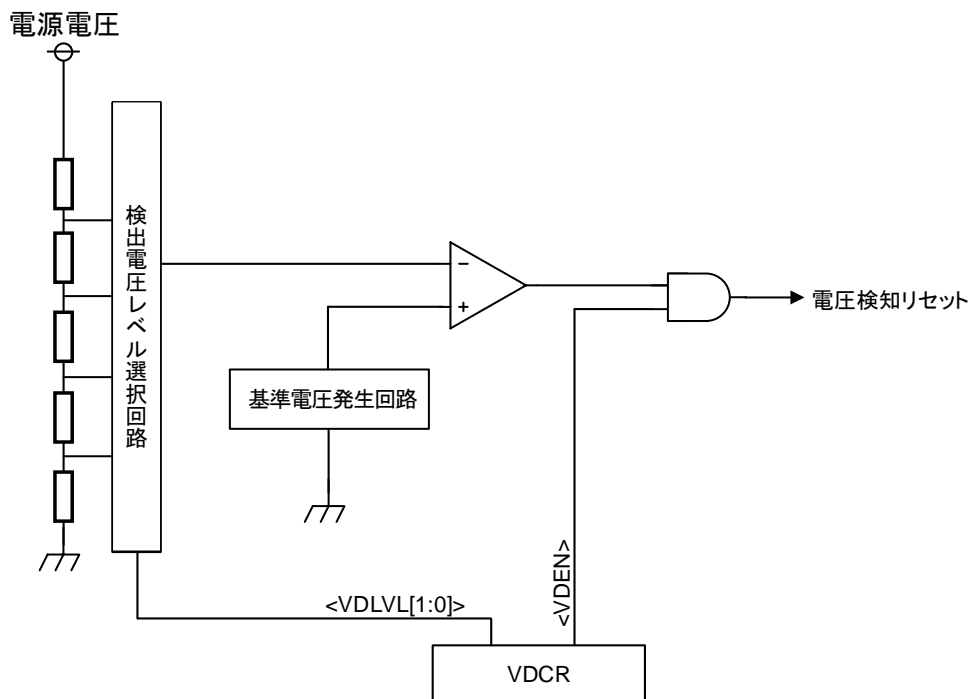 電源電圧
検出電圧レベル選択回路
−
+
電圧検知リセット
基準電圧発生回路
<VDEN>
<VDLVL[1:0]>
VDCR